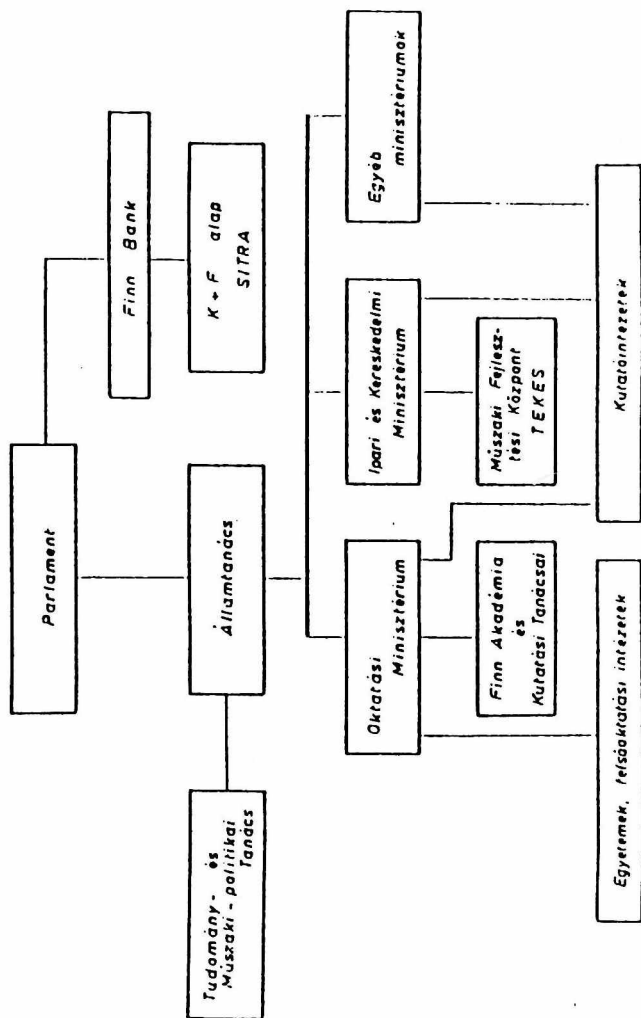 Parlament
Finn Bank
K + F alap
SITRA
Tudomány- és
Műszaki-politikai
Tanács
Államtanács
Oktatási
Minisztérium
Ipari és Kereskedelmi
Minisztérium
Egyéb
minisztériumok
Finn Akadémia
és
Kutatási Tanácsai
Műszaki Fejlesz-
tési Központ
TEKES
Egyetemek, felsőoktatási intézetek
Kutatóintézetek